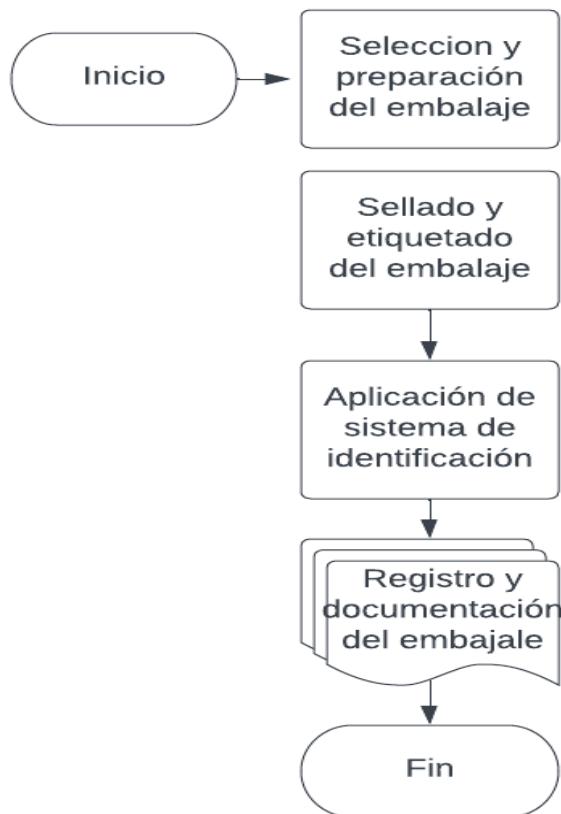 Inicio
Seleccion y
preparación
del embalaje
Sellado y
etiquetado
del embalaje
Aplicación de
sistema de
identificación
Registro y
documentación
del embajale
Fin